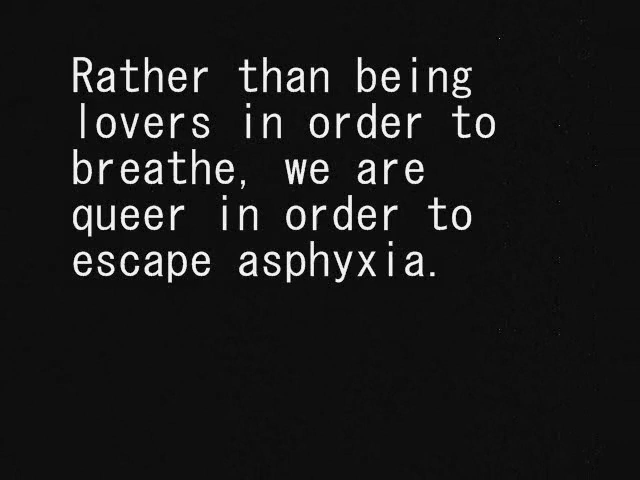 Rather than being
lovers in order to
breathe, we are
queer in order to
escape asphyxia.